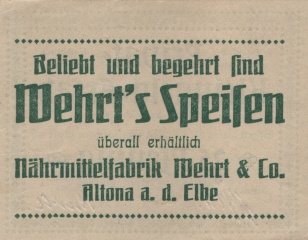 Beliebt und begehrt ſind
Wehrt's Speiſen
überall erhältlich
Nährmittelfabrik Wehrt & Co.
Altona a. d. Elbe